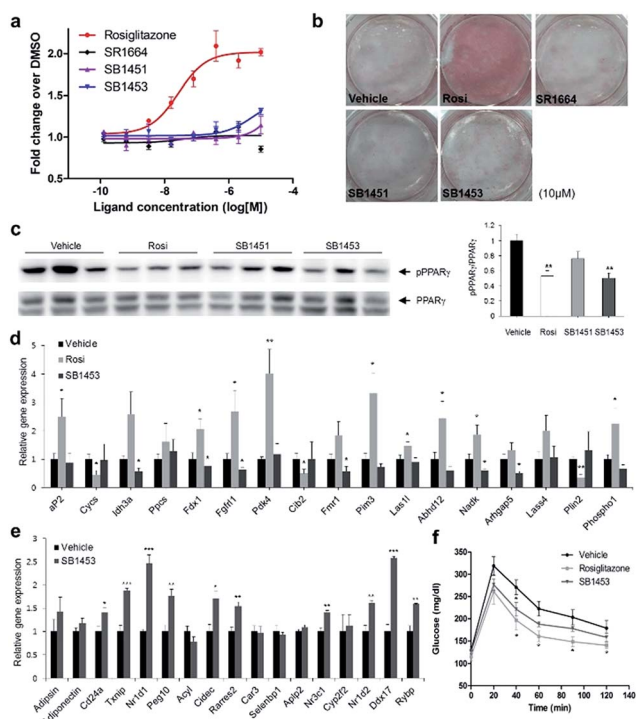 a
Rosiglitazone
SR1664
SB1451
SB1453
Fold change over DMSO
2.0
1.5
1.0
0.5
-10 -8 -6 -4
Ligand concentration (log[M])
b
Vehicle Rosi SR1664
SB1451 SB1453 (10μM)
c
Vehicle Rosi SB1451 SB1453
pPPARγ
PPARγ
pPPARγ/PPARγ
1.2
1
0.8
0.6
0.4
0.2
0
Vehicle Rosi SB1451 SB1453
d
Vehicle
Rosi
SB1453
Relative gene expression
5
4
3
2
1
0
aP2 Cycs Idh3a Ppcs Fdx1 Pdk4 Cib2 Fmr1 Pim3 Las1l Abhd12 Nadk Arhgap5 Lass4 Plin2 Phospho1
e
Vehicle
SB1453
Relative gene expression
2.5
2.0
1.5
1.0
0.5
0
Adipsin Adiponectin Cd24a Txnip Nr1d1 Peg10 Acyl Cidec Rarres2 Car3 Selenbp1 Aplp2 Nr3c1 Cyp2f2 Nr1d2 Ddx17 Rybp
f
Vehicle
Rosiglitazone
SB1453
Glucose (mg/dl)
350
300
250
200
150
100
0 20 40 60 80 100 120
Time (min)